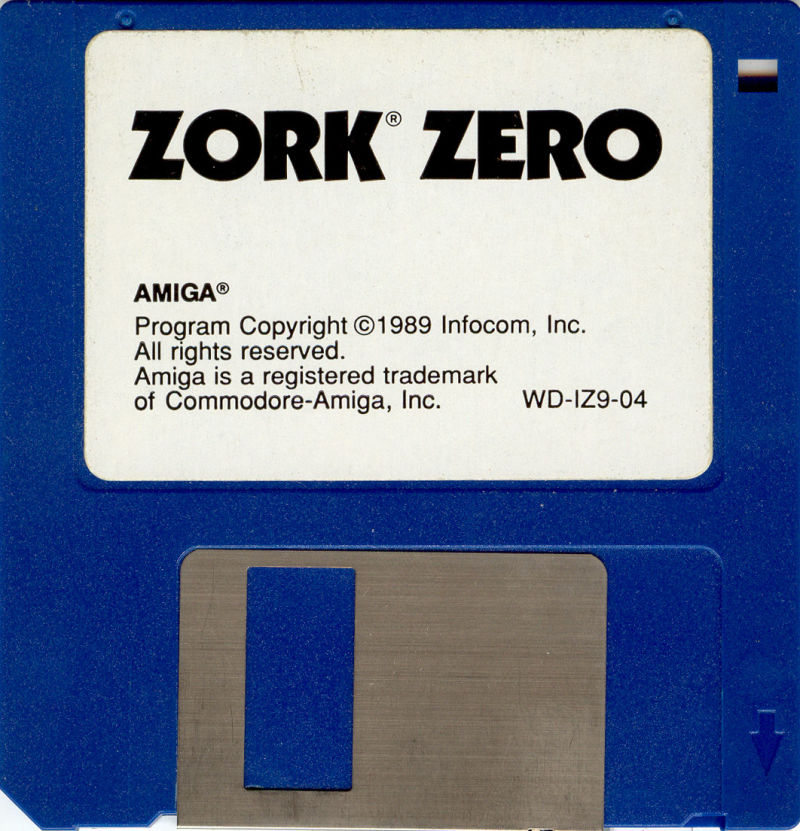 ZORK® ZERO
AMIGA®
Program Copyright ©1989 Infocom, Inc.
All rights reserved.
Amiga is a registered trademark
of Commodore-Amiga, Inc. WD-IZ9-04